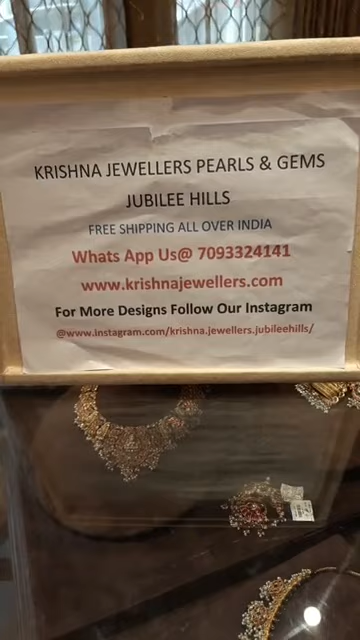 KRISHNA JEWELLERS PEARLS & GEMS
JUBILEE HILLS
FREE SHIPPING ALL OVER INDIA
Whats App Us@ 7093324141
www.krishnajewellers.com
For More Designs Follow Our Instagram
@www.instagram.com/krishna.jewellers.jubileehills/